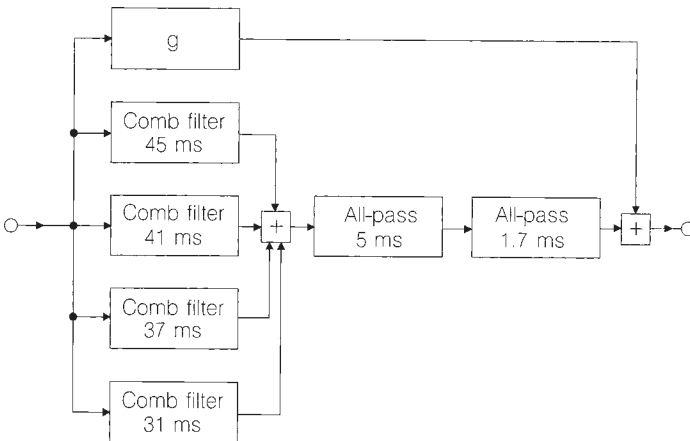 g
Comb filter
45 ms
Comb filter
41 ms
+
All-pass
5 ms
All-pass
1.7 ms
+
Comb filter
37 ms
Comb filter
31 ms